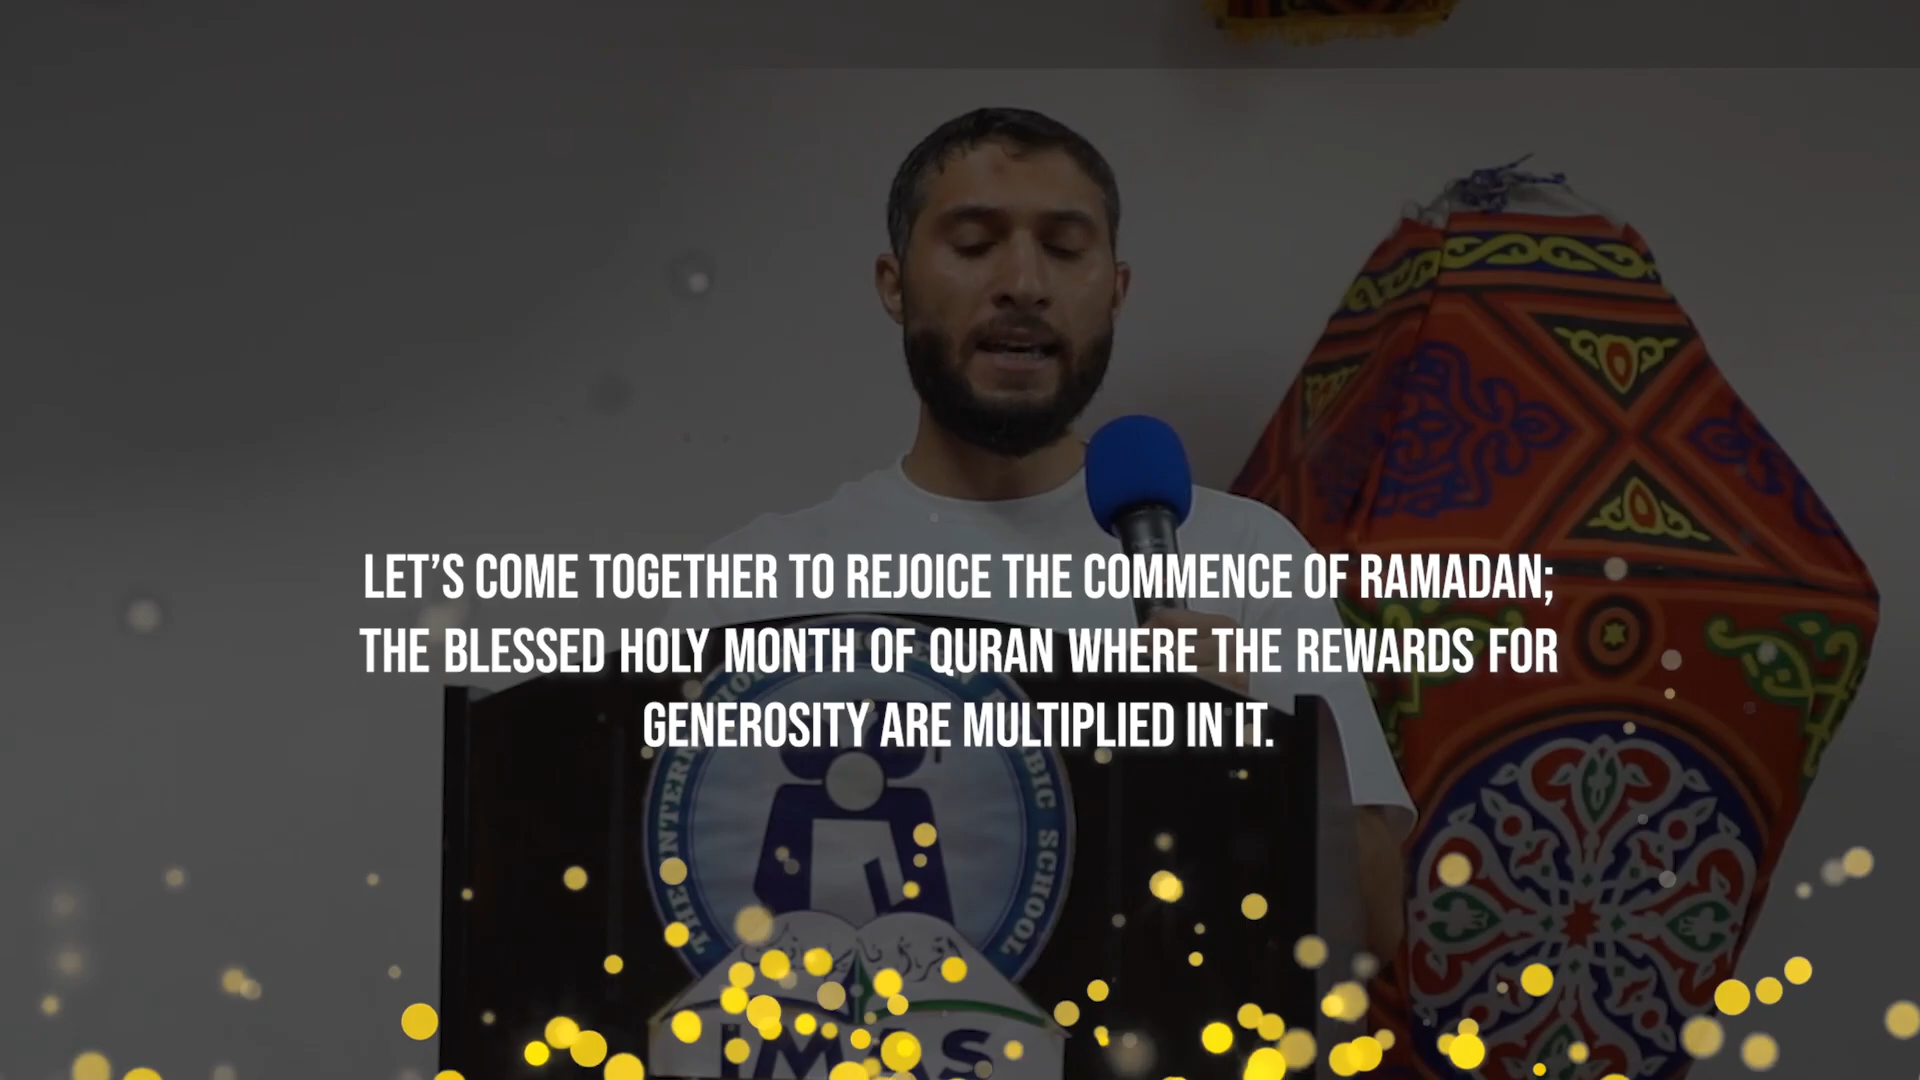 LET’S COME TOGETHER TO REJOICE THE COMMENCE OF RAMADAN;
THE BLESSED HOLY MONTH OF QURAN WHERE THE REWARDS FOR
GENEROSITY ARE MULTIPLIED IN IT.
SCHOOL